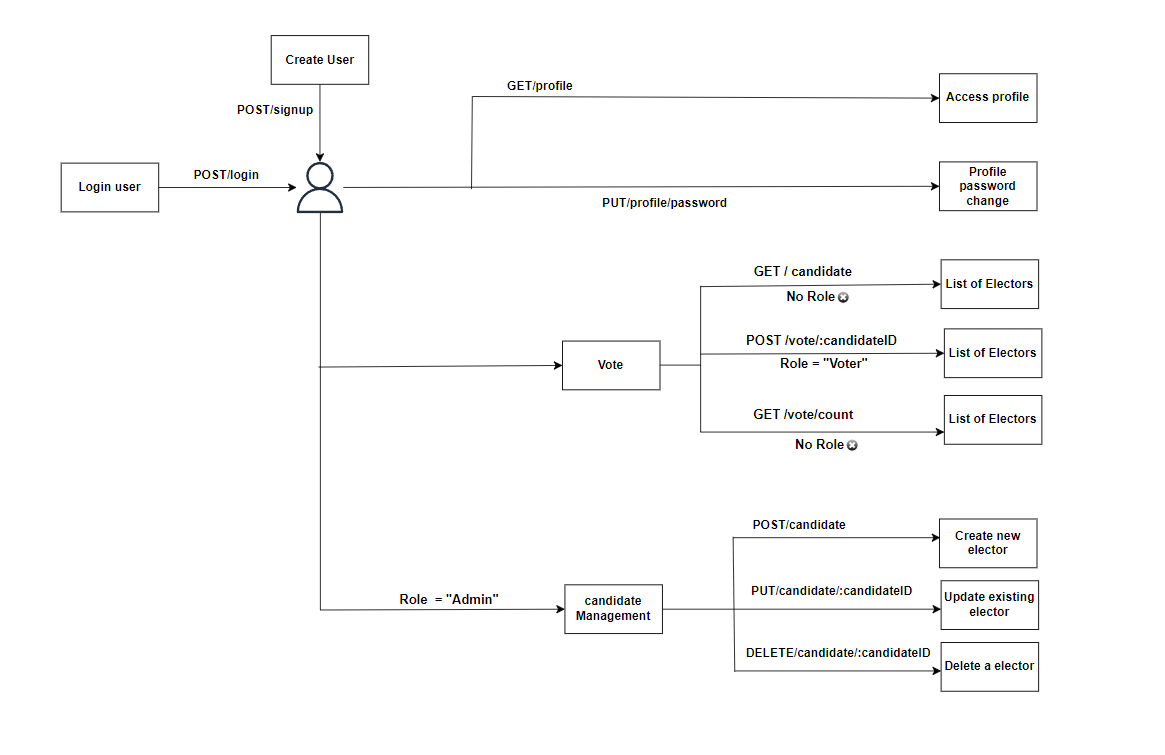 Create User
POST/signup
GET/profile
Access profile
Login user
POST/login
PUT/profile/password
Profile
password
change
GET / candidate
No Role
List of Electors
POST /vote/:candidateID
Role = "Voter"
List of Electors
Vote
GET /vote/count
No Role
List of Electors
POST/candidate
Create new
elector
Role = "Admin"
candidate
Management
PUT/candidate/:candidateID
Update existing
elector
DELETE/candidate/:candidateID
Delete a elector